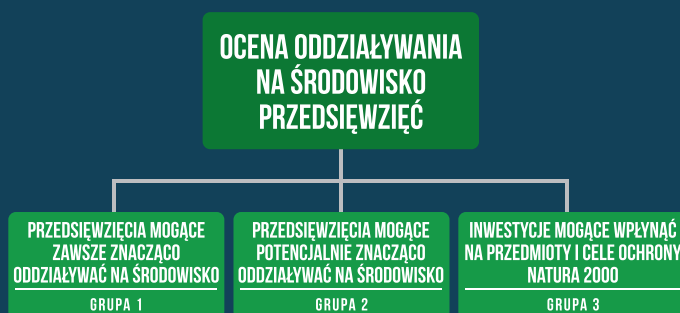 OCENA ODDZIAŁYWANIA
NA ŚRODOWISKO
PRZEDSIĘWZIĘĆ
PRZEDSIĘWZIĘCIA MOGĄCE
ZAWSZE ZNACZĄCO
ODDZIAŁYWAĆ NA ŚRODOWISKO
GRUPA 1
PRZEDSIĘWZIĘCIA MOGĄCE
POTENCJALNIE ZNACZĄCO
ODDZIAŁYWAĆ NA ŚRODOWISKO
GRUPA 2
INWESTYCJE MOGĄCE WPŁYNĄĆ
NA PRZEDMIOTY I CELE OCHRONY
NATURA 2000
GRUPA 3